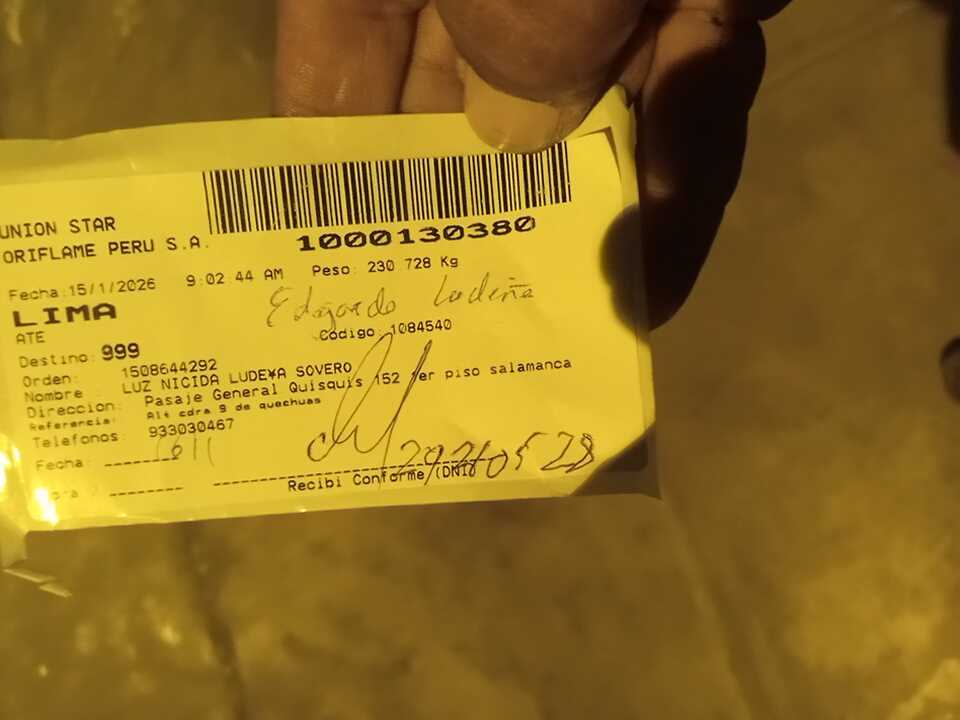 UNION STAR
ORIFLAME PERU S.A.
1000130380
Fecha:15/1/2026 9:02:44 AM Peso: 230.728 Kg
LIMA
Edgardo Ludeña
ATE
Codigo: 1084540
Destino: 999
Orden: 1508644292
Nombre LUZ NICIDA LUDE¥A SOVERO
Direccion: Pasaje General Quisquis 152 1er piso salamanca
Referencia: Alt cdra 9 de quechuas
Telefonos: 933030467
Fecha: 1611
Recibi Conforme (DNI)